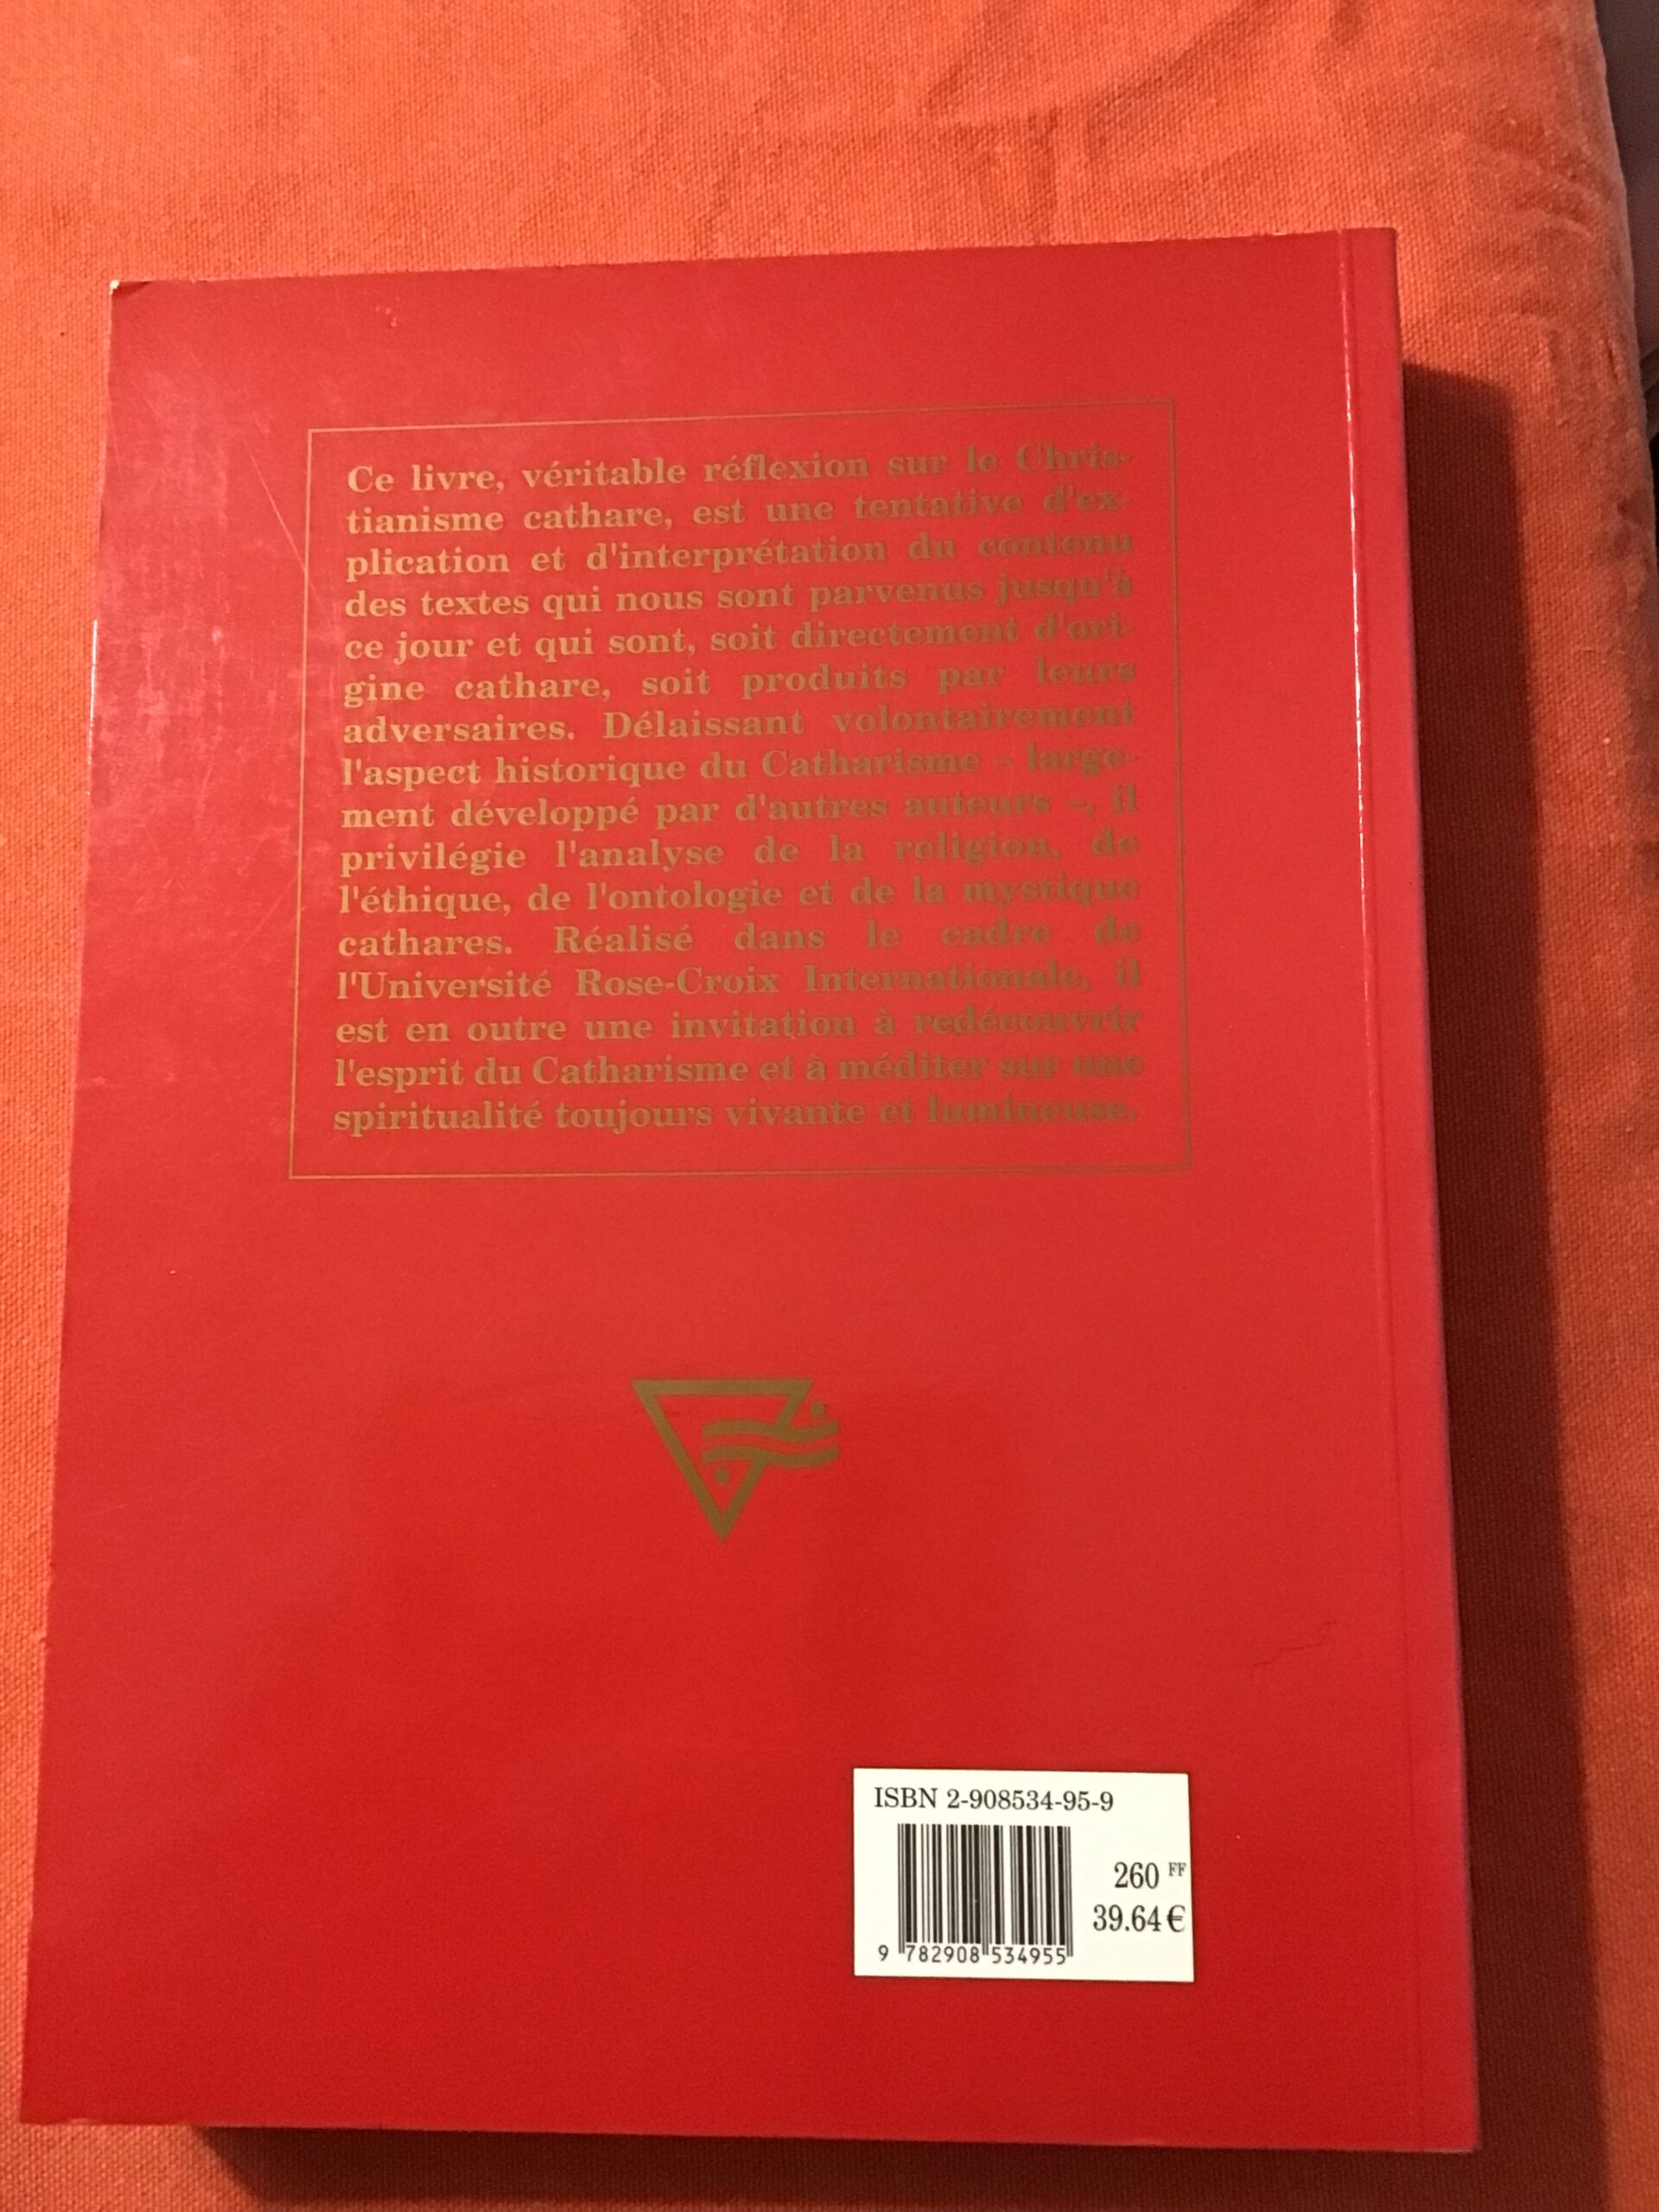 Ce livre, véritable réflexion sur le Chris-
tianisme cathare, est une tentative d'ex-
plication et d'interprétation du contenu
des textes qui nous sont parvenus jusqu'à
ce jour et qui sont, soit directement d'ori-
gine cathare, soit produits par leurs
adversaires. Délaissant volontairement
l'aspect historique du Catharisme – large-
ment développé par d'autres auteurs –, il
privilégie l'analyse de la religion, de
l'éthique, de l'ontologie et de la mystique
cathares. Réalisé dans le cadre de
l'Université Rose-Croix Internationale, il
est en outre une invitation à redécouvrir
l'esprit du Catharisme et à méditer sur une
spiritualité toujours vivante et lumineuse.
ISBN 2-908534-95-9
260 FF
39.64 €
9 782908 534955